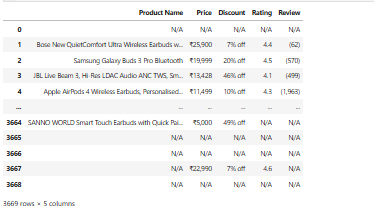 Product Name Price Discount Rating Review
0 N/A N/A N/A N/A N/A
1 Bose New QuietComfort Ultra Wireless Earbuds w... ₹25,900 7% off 4.4 (62)
2 Samsung Galaxy Buds 3 Pro Bluetooth ₹19,999 20% off 4.5 (570)
3 JBL Live Beam 3, Hi-Res LDAC Audio ANC TWS, Sm... ₹13,428 46% off 4.1 (499)
4 Apple AirPods 4 Wireless Earbuds, Personalised... ₹11,499 10% off 4.3 (1,963)
... ... ... ... ... ...
3664 SANNO WORLD Smart Touch Earbuds with Quick Pai... ₹5,000 49% off N/A N/A
3665 N/A N/A N/A N/A N/A
3666 N/A N/A N/A N/A N/A
3667 N/A ₹22,990 7% off 4.6 N/A
3668 N/A N/A N/A N/A N/A
3669 rows × 5 columns